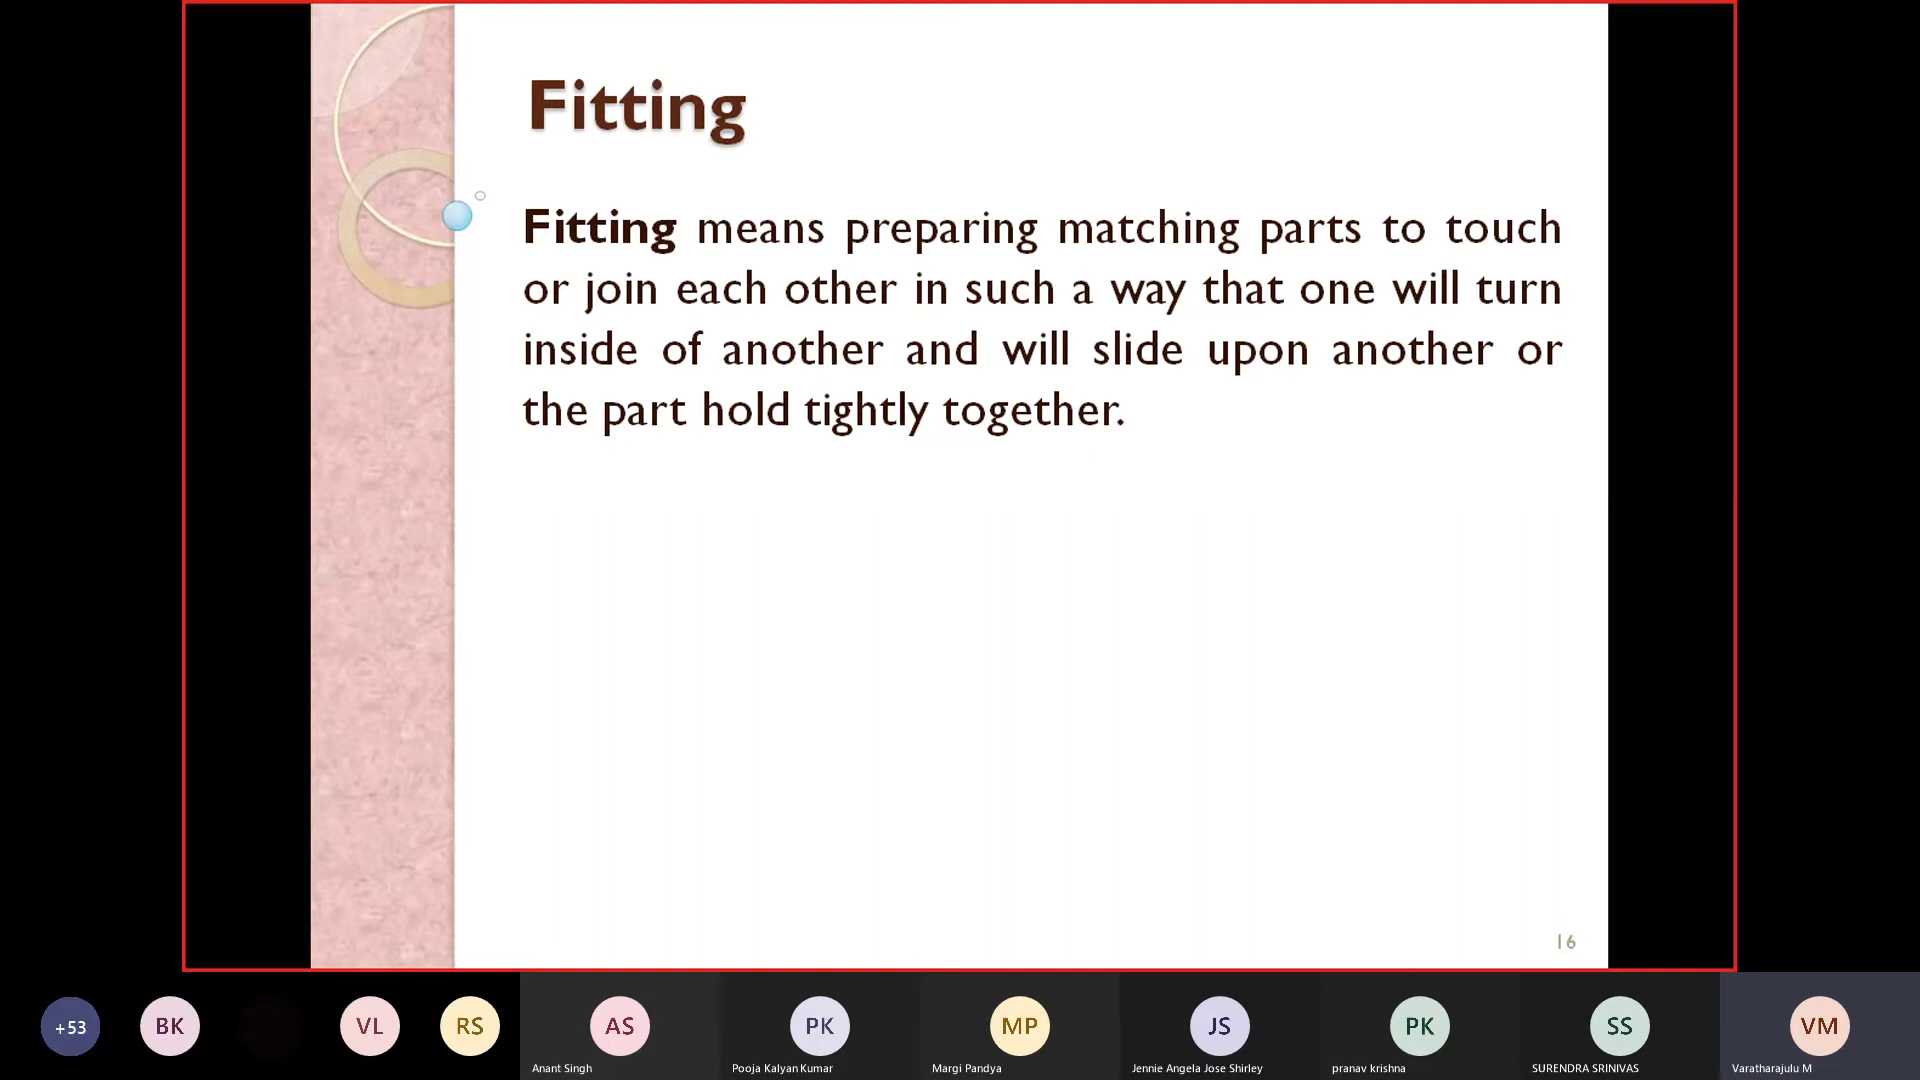 Fitting
Fitting means preparing matching parts to touch
or join each other in such a way that one will turn
inside of another and will slide upon another or
the part hold tightly together.
16
+53
BK
VL
RS
AS
PK
MP
JS
PK
SS
VM
Anant Singh
Pooja Kalyan Kumar
Margi Pandya
Jennie Angela Jose Shirley
pranav krishna
SURENDRA SRINIVAS
Varatharajulu M